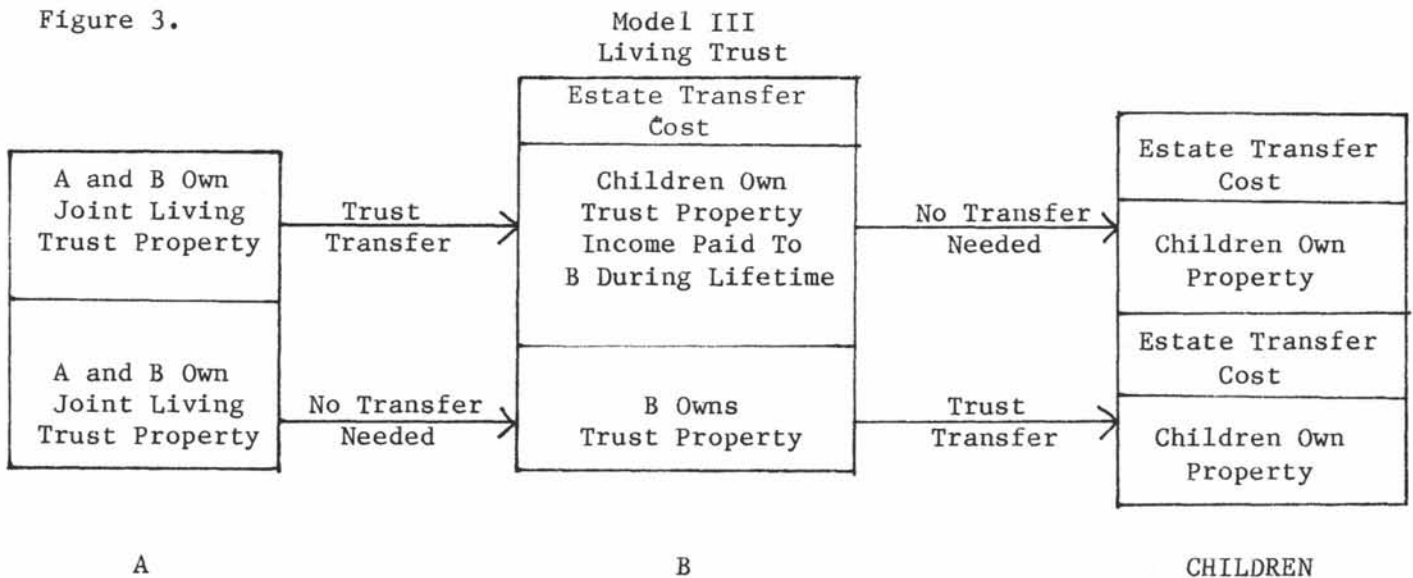 Figure 3.
Model III
Living Trust
A and B Own
Joint Living
Trust Property
A and B Own
Joint Living
Trust Property
Trust
Transfer
No Transfer
Needed
Estate Transfer
Cost
Children Own
Trust Property
Income Paid To
B During Lifetime
B Owns
Trust Property
No Transfer
Needed
Trust
Transfer
Estate Transfer
Cost
Children Own
Property
Estate Transfer
Cost
Children Own
Property
A
B
CHILDREN